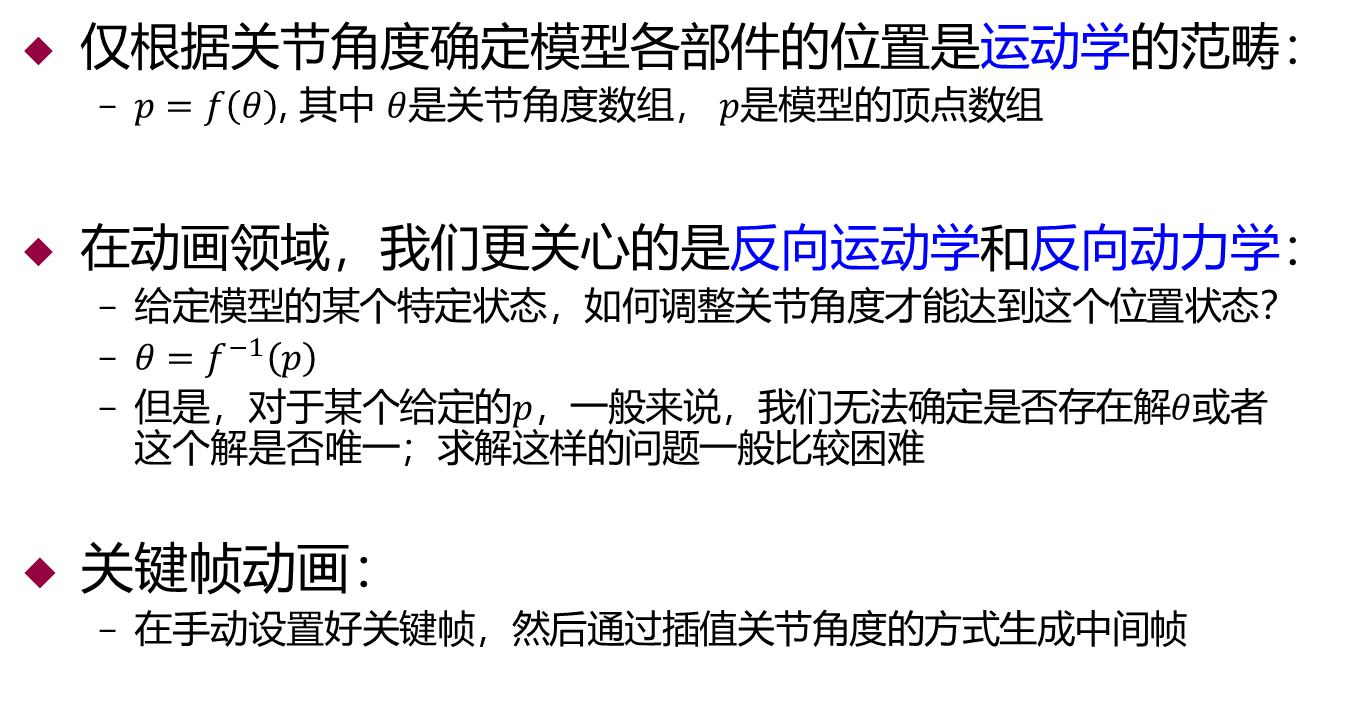 ◆ 仅根据关节角度确定模型各部件的位置是运动学的范�：
– p = f(θ), 其中 θ是关节角度数组， p是模型的顶点数组
◆ 在动画领域，我们更关心的是反向运动学和反向动力学：
– 给定模型的某个特定状态，如何调整关节角度才能达到这个位置状态?
– θ = f⁻¹(p)
– 但是，对于某个给定的p，一般来说，我们无法确定是否存在解θ或者
这个解是否唯一；求解这样的问题一般比较困难
◆ 关键帧动画：
– 在手动设置好关键帧，然后通过插值关节角度的方式生成中间帧